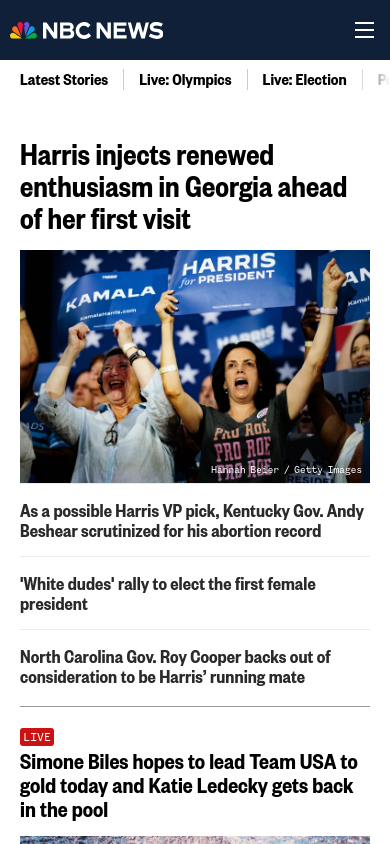 NBC NEWS
Latest Stories
Live: Olympics
Live: Election
Harris injects renewed
enthusiasm in Georgia ahead
of her first visit
KAMALA
kamalaharris.com
HARRIS
for PRESIDENT
HARRIS
PRO ROE
PRO ROE
PRO ROE
Hannah Beier / Getty Images
As a possible Harris VP pick, Kentucky Gov. Andy
Beshear scrutinized for his abortion record
'White dudes' rally to elect the first female
president
North Carolina Gov. Roy Cooper backs out of
consideration to be Harris’ running mate
LIVE
Simone Biles hopes to lead Team USA to
gold today and Katie Ledecky gets back
in the pool